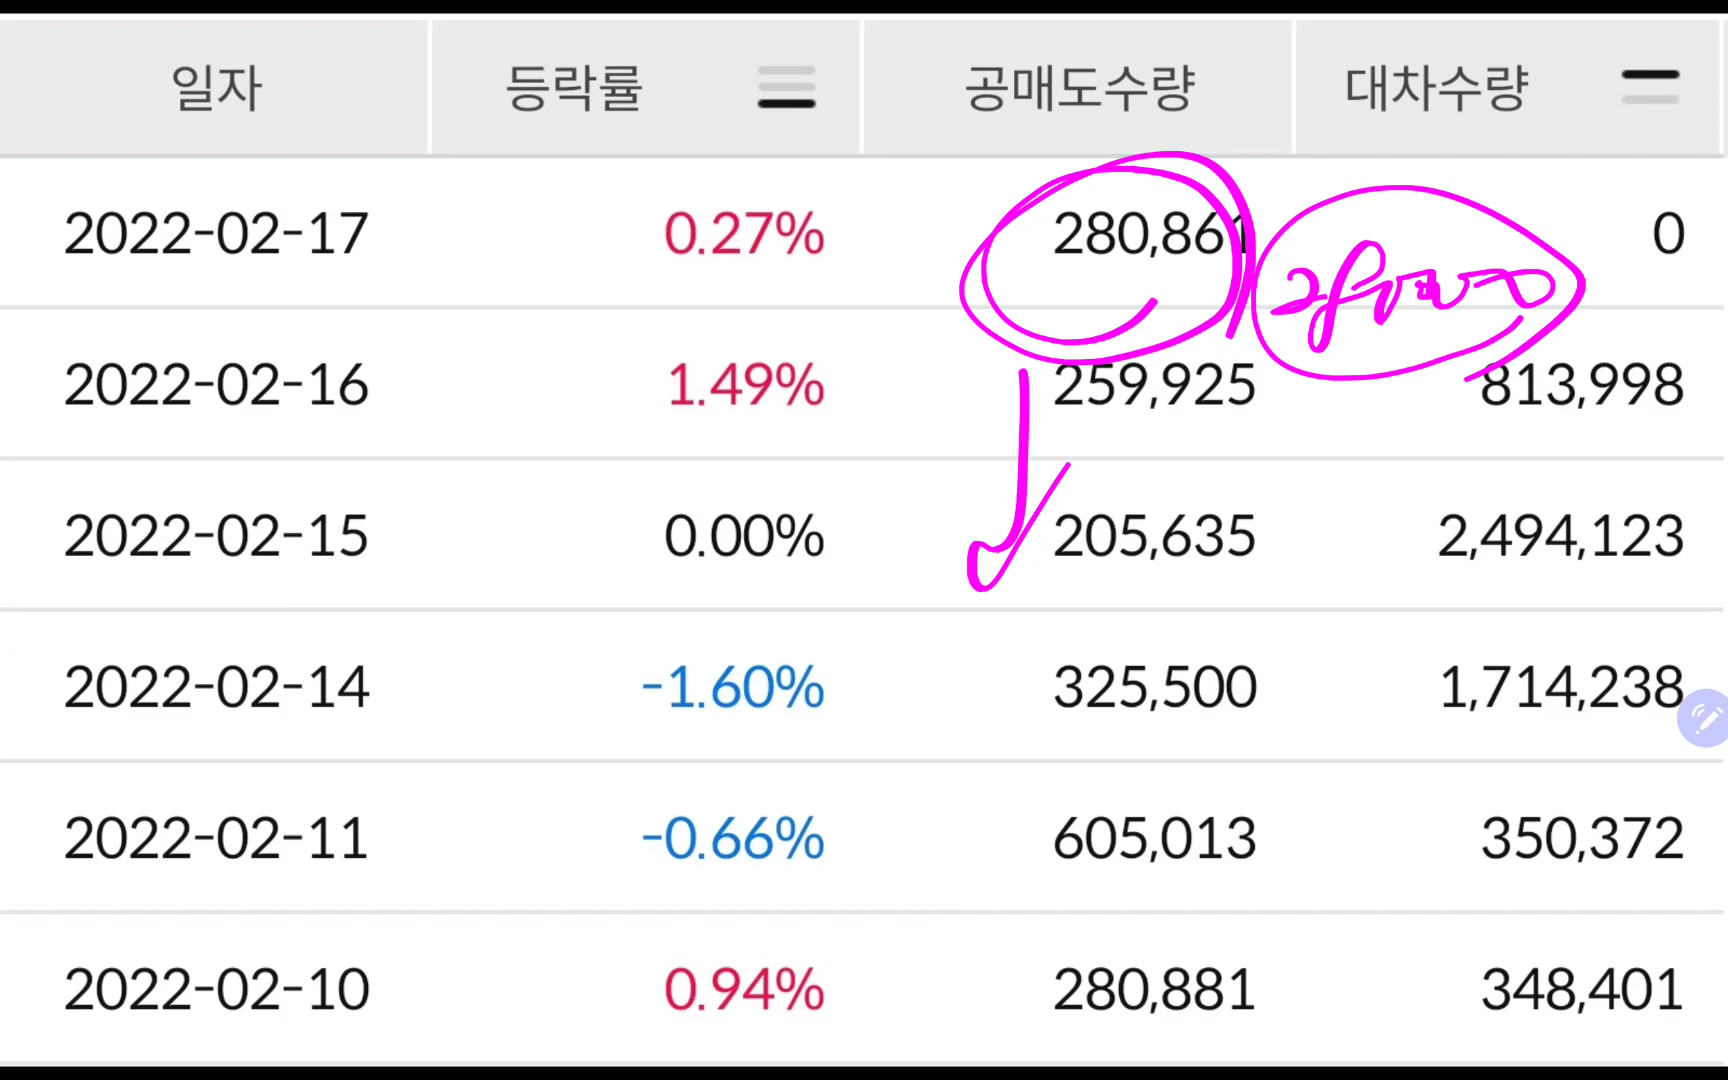 일자 등락률 공매도수량 대차수량
2022-02-17 0.27% 280,861 0
2022-02-16 1.49% 259,925 813,998
2022-02-15 0.00% 205,635 2,494,123
2022-02-14 -1.60% 325,500 1,714,238
2022-02-11 -0.66% 605,013 350,372
2022-02-10 0.94% 280,881 348,401